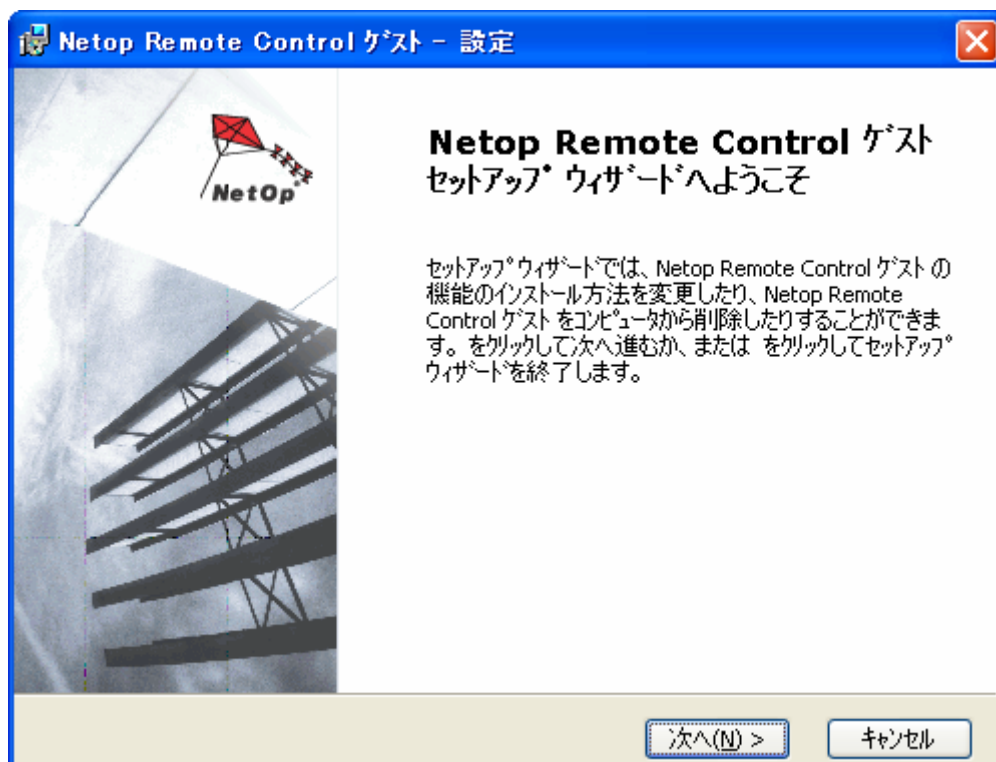 Netop Remote Control ゲスト - 設定
NetOp®
Netop Remote Control ゲスト
セットアップ ウィザードへようこそ
セットアップ ウィザードでは、Netop Remote Control ゲスト の
機能のインストール方法を変更したり、Netop Remote
Control ゲスト をコンピュータから削除したりすることができま
す。 をクリックして次へ進むか、または をクリックしてセットアップ
ウィザードを終了します。
次へ(N) >
キャンセル